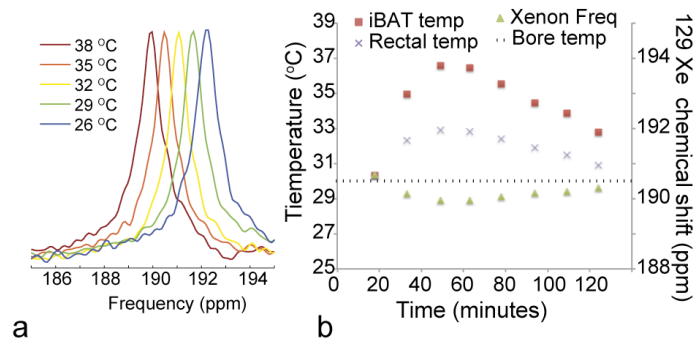 38 °C
35 °C
32 °C
29 °C
26 °C
186 188 190 192 194
Frequency (ppm)
a
39
37
35
33
31
29
27
25
Tiemperature (°C)
iBAT temp
Xenon Freq
Rectal temp
Bore temp
194
192
190
188
129 Xe chemical shift (ppm)
0 20 40 60 80 100 120 140
Time (minutes)
b